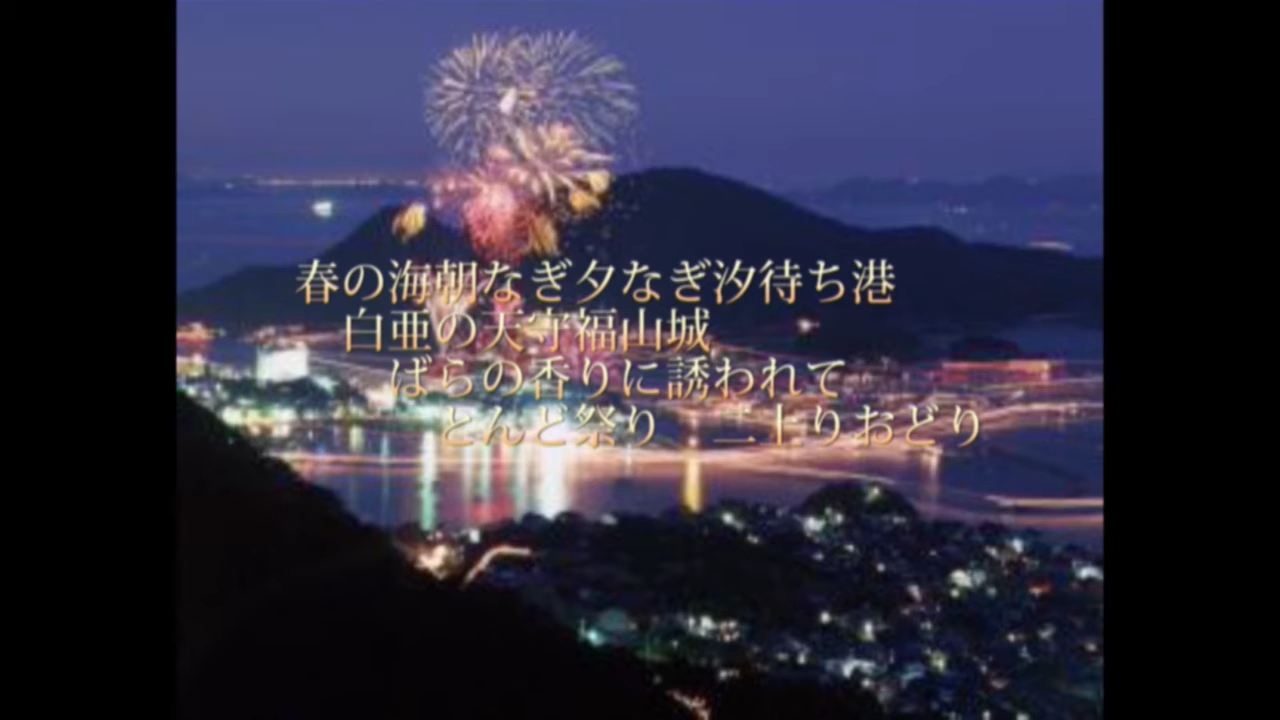 春の海朝なぎ夕なぎ汐待ち港
白亜の天守福山城
ばらの香りに誘われて
とんど祭り　二上りおどり